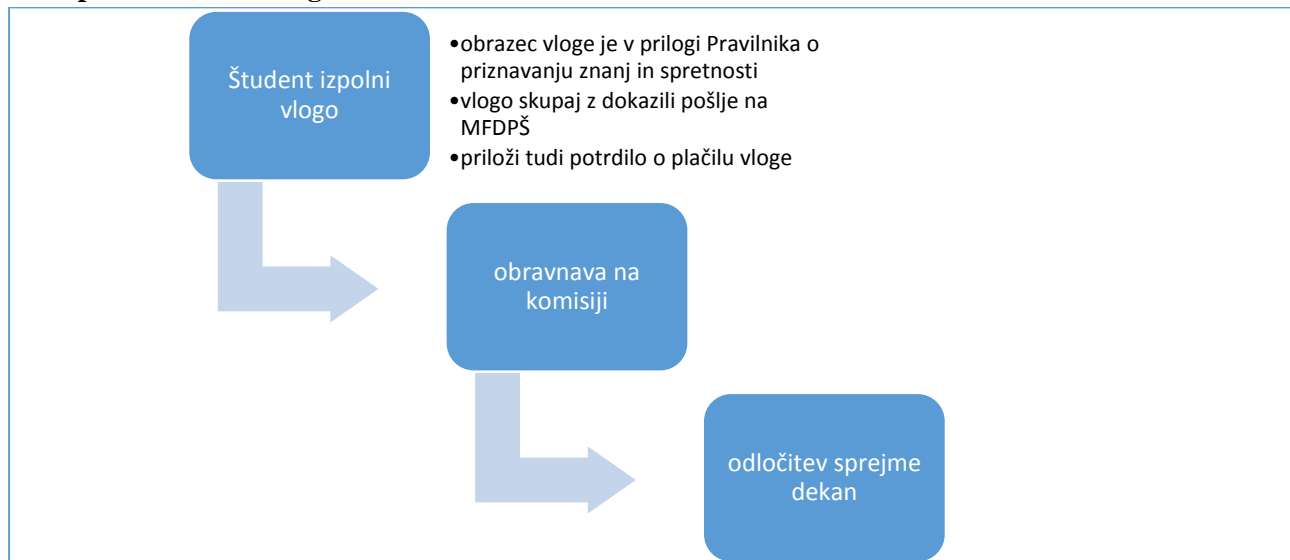 Študent izpolni
vlogo
•obrazec vloge je v prilogi Pravilnika o
priznavanju znanj in spretnosti
•vlogo skupaj z dokazili pošlje na
MFDPŠ
•priloži tudi potrdilo o plačilu vloge
obravnava na
komisiji
odločitev sprejme
dekan